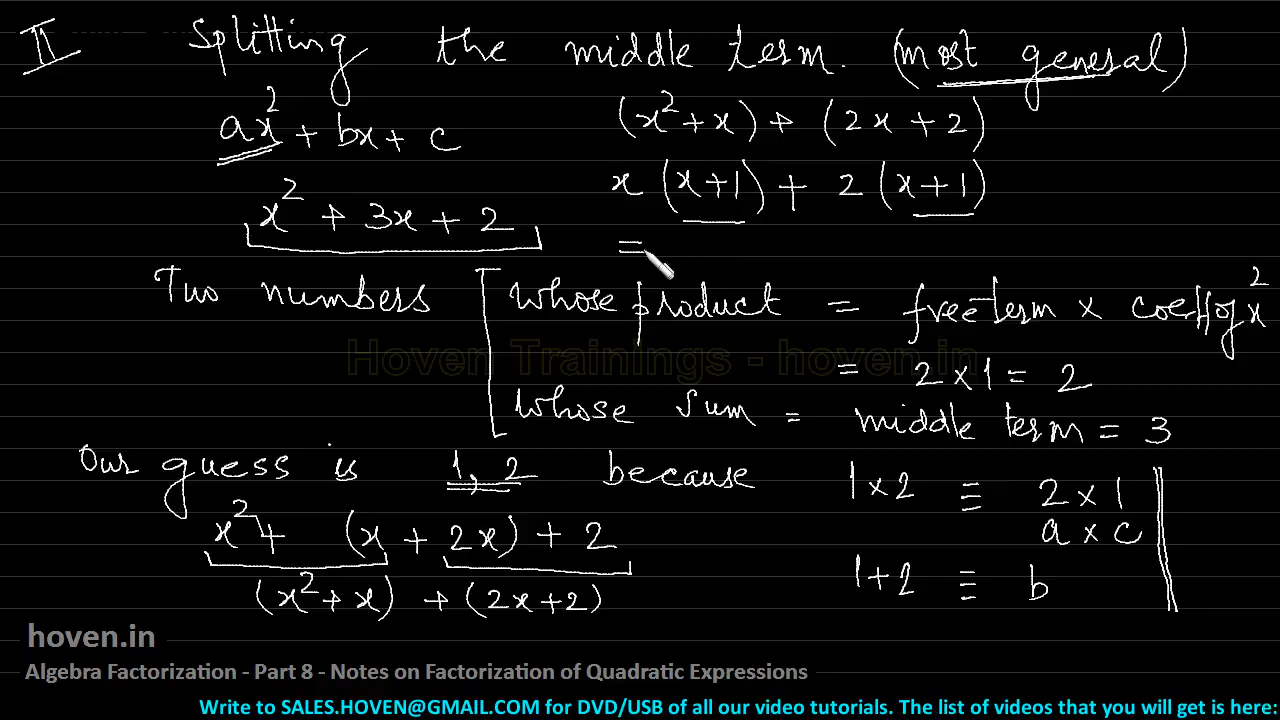 II Splitting the middle term. (most general)
ax² + bx + c
(x² + x) + (2x + 2)
x (x+1) + 2 (x+1)
x² + 3x + 2
=
Two numbers whose product = free-term × coeff of x²
Hoven Trainings - hoven.in
= 2 × 1 = 2
whose sum = middle term = 3
Our guess is 1, 2 because
1 × 2 ≡ 2 × 1
a × c
x² + (x + 2x) + 2
1 + 2 ≡ b
(x² + x) + (2x + 2)
hoven.in
Algebra Factorization - Part 8 - Notes on Factorization of Quadratic Expressions
Write to SALES.HOVEN@GMAIL.COM for DVD/USB of all our video tutorials. The list of videos that you will get is here: